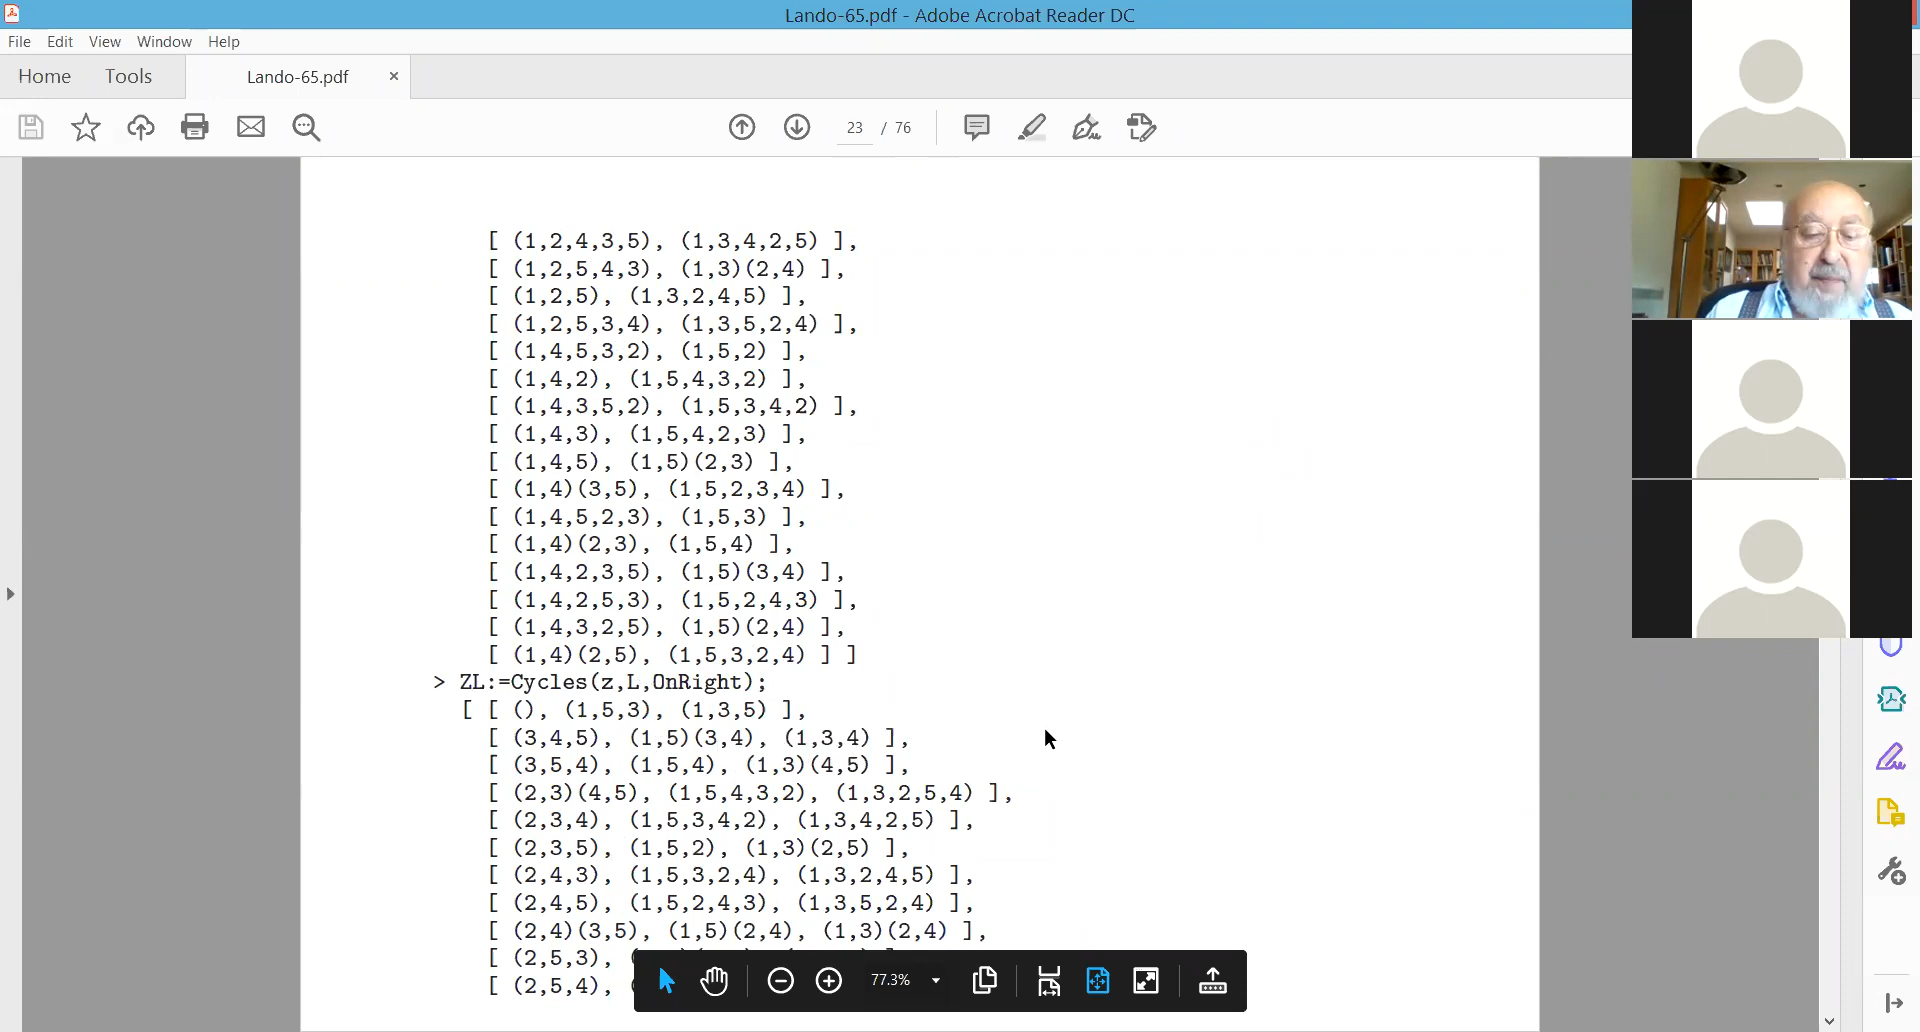 Lando-65.pdf - Adobe Acrobat Reader DC
File Edit View Window Help
Home Tools Lando-65.pdf ×
23 / 76
[ (1,2,4,3,5), (1,3,4,2,5) ],
[ (1,2,5,4,3), (1,3)(2,4) ],
[ (1,2,5), (1,3,2,4,5) ],
[ (1,2,5,3,4), (1,3,5,2,4) ],
[ (1,4,5,3,2), (1,5,2) ],
[ (1,4,2), (1,5,4,3,2) ],
[ (1,4,3,5,2), (1,5,3,4,2) ],
[ (1,4,3), (1,5,4,2,3) ],
[ (1,4,5), (1,5)(2,3) ],
[ (1,4)(3,5), (1,5,2,3,4) ],
[ (1,4,5,2,3), (1,5,3) ],
[ (1,4)(2,3), (1,5,4) ],
[ (1,4,2,3,5), (1,5)(3,4) ],
[ (1,4,2,5,3), (1,5,2,4,3) ],
[ (1,4,3,2,5), (1,5)(2,4) ],
[ (1,4)(2,5), (1,5,3,2,4) ] ]
> ZL:=Cycles(z,L,OnRight);
[ [ (), (1,5,3), (1,3,5) ],
[ (3,4,5), (1,5)(3,4), (1,3,4) ],
[ (3,5,4), (1,5,4), (1,3)(4,5) ],
[ (2,3)(4,5), (1,5,4,3,2), (1,3,2,5,4) ],
[ (2,3,4), (1,5,3,4,2), (1,3,4,2,5) ],
[ (2,3,5), (1,5,2), (1,3)(2,5) ],
[ (2,4,3), (1,5,3,2,4), (1,3,2,4,5) ],
[ (2,4,5), (1,5,2,4,3), (1,3,5,2,4) ],
[ (2,4)(3,5), (1,5)(2,4), (1,3)(2,4) ],
[ (2,5,3),
[ (2,5,4),
77.3%